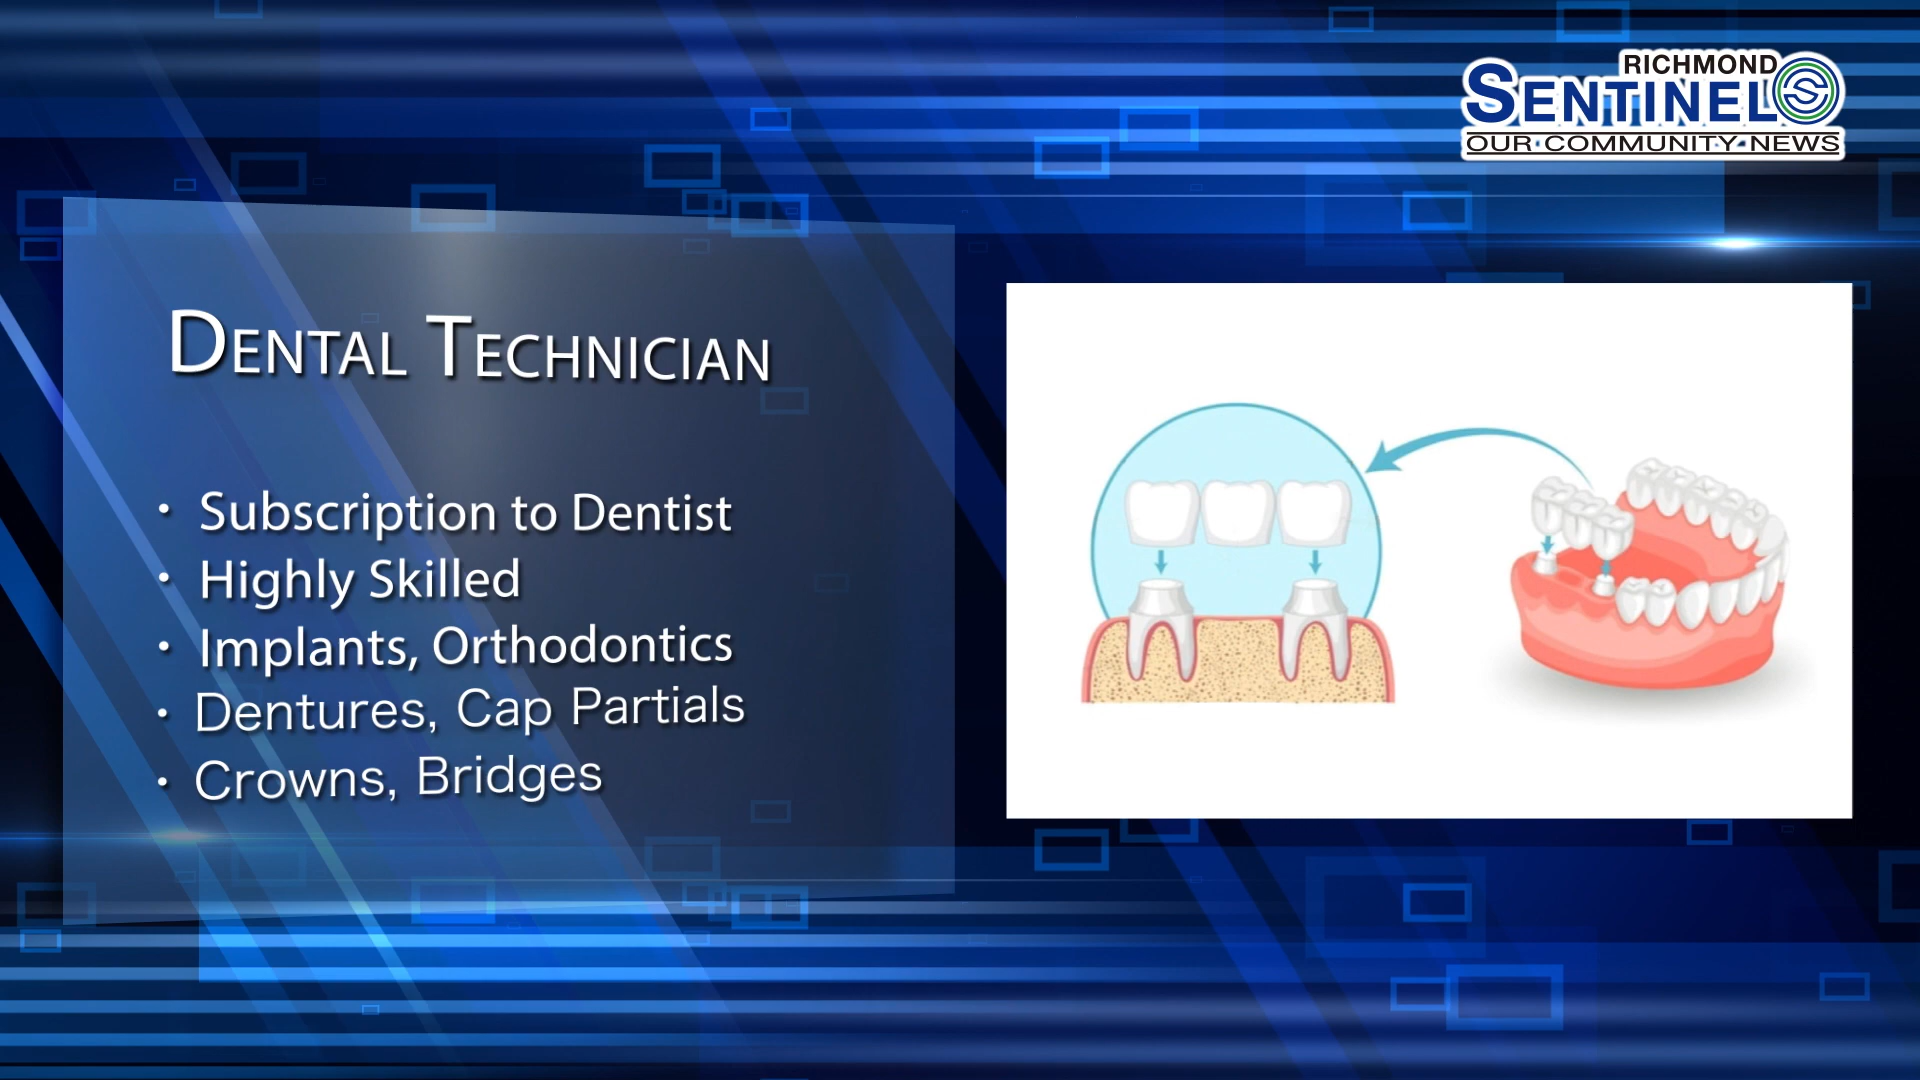 RICHMOND
SENTINEL
OUR COMMUNITY NEWS
DENTAL TECHNICIAN
• Subscription to Dentist
• Highly Skilled
• Implants, Orthodontics
• Dentures, Cap Partials
• Crowns, Bridges